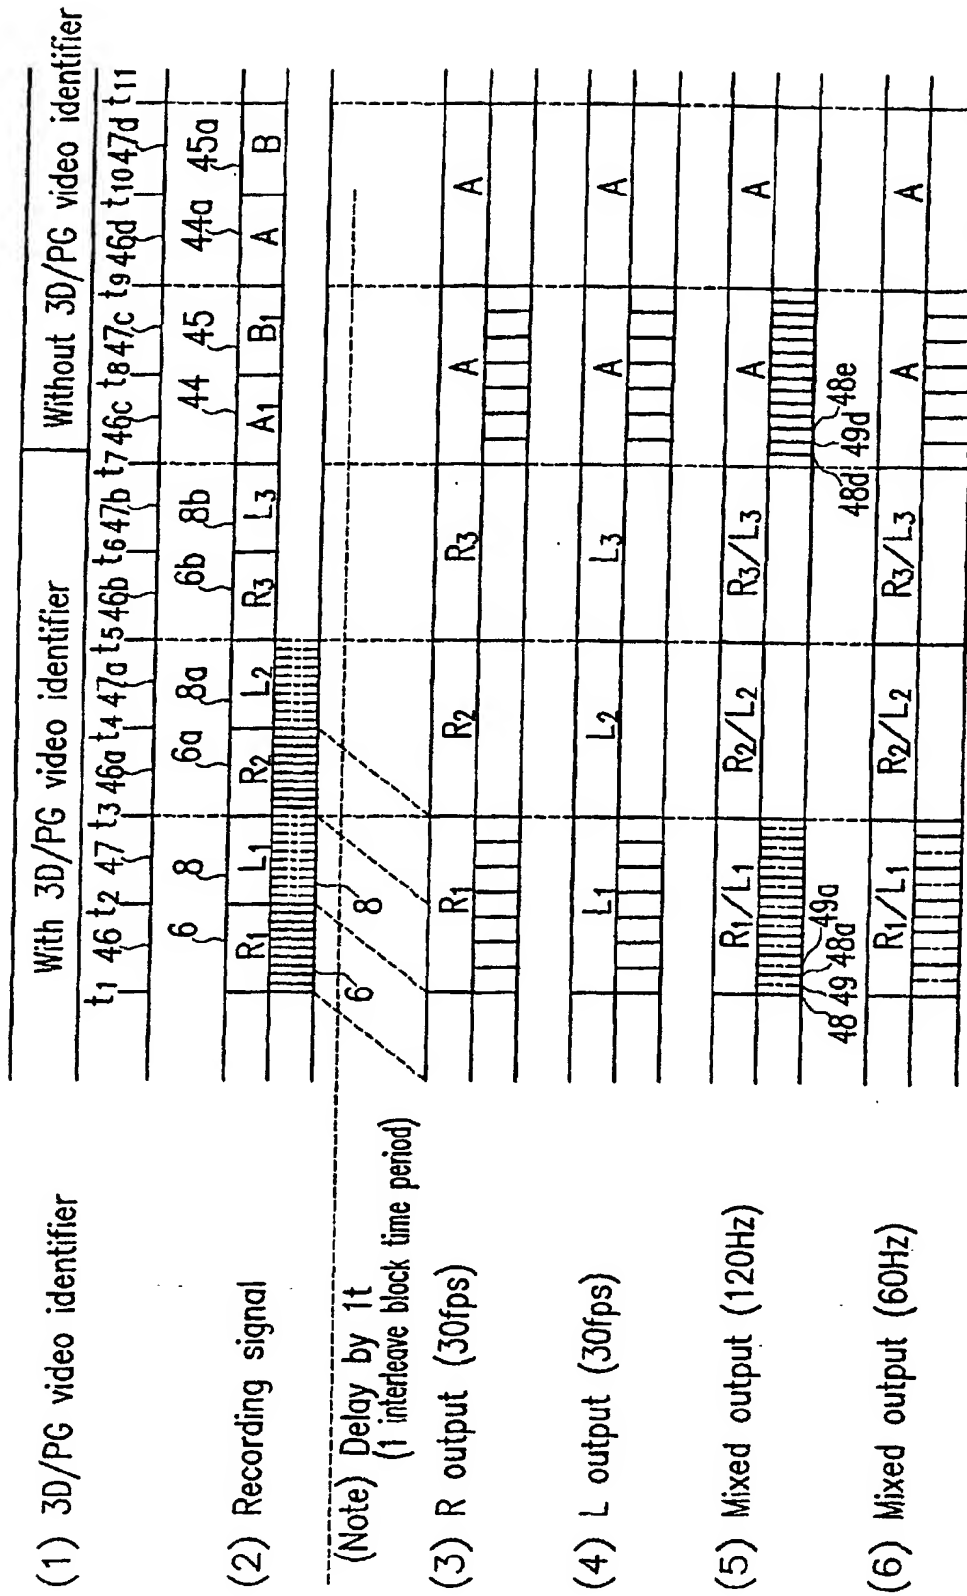 (1) 3D/PG video identifier
With 3D/PG video identifier Without 3D/PG video identifier
t1 46 t2 47 t3 46a t4 47a t5 46b t6 47b t7 46c t8 47c t9 46d t10 47d t11
(2) Recording signal
6 8 6a 8a 6b 8b 44 45 44a 45a
R1 L1 R2 L2 R3 L3 A1 B1 A B
6 8
(Note) Delay by 1t
(1 interleave block time period)
(3) R output (30fps)
R1 R2 R3 A A
(4) L output (30fps)
L1 L2 L3 A A
(5) Mixed output (120Hz)
R1/L1 R2/L2 R3/L3 A A
48 49 48a 49a 48d 49d 48e
(6) Mixed output (60Hz)
R1/L1 R2/L2 R3/L3 A A